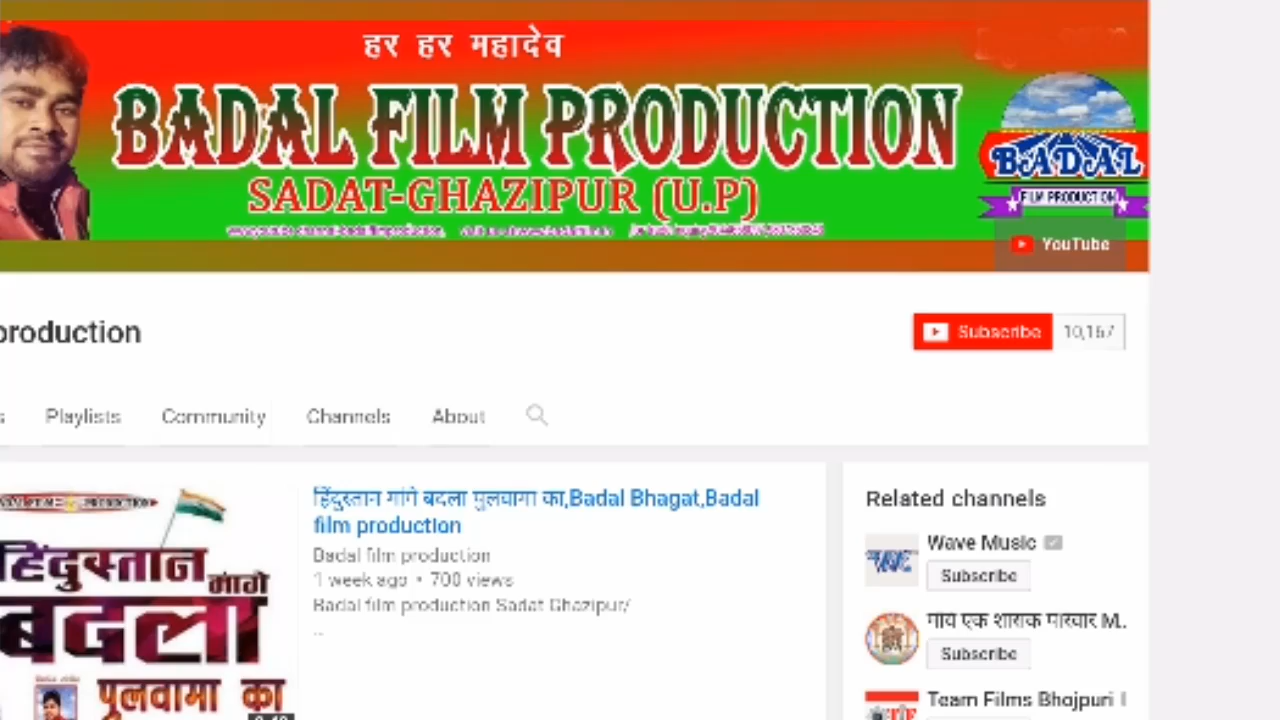 हर हर महादेव
BADAL FILM PRODUCTION
SADAT-GHAZIPUR (U.P)
BADAL
FILM PRODUCTION
YouTube
production
Subscribe 10,167
s Playlists Community Channels About
हिंदुस्तान मांगे बदला पुलवामा का,Badal Bhagat,Badal
film production
Badal film production
1 week ago • 700 views
Badal film production Sadat Ghazipur/
..
हिंदुस्तान
मांगे
बदला
पुलवामा का
Related channels
Wave Music
Subscribe
Subscribe
Team Films Bhojpuri